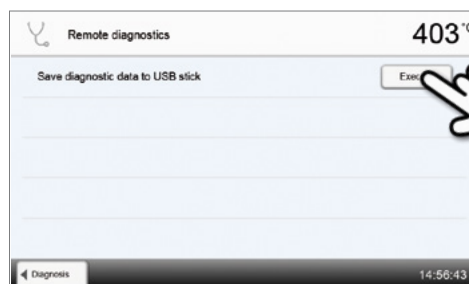 Remote diagnostics 403 °C
Save diagnostic data to USB stick
Diagnosis 14:56:43